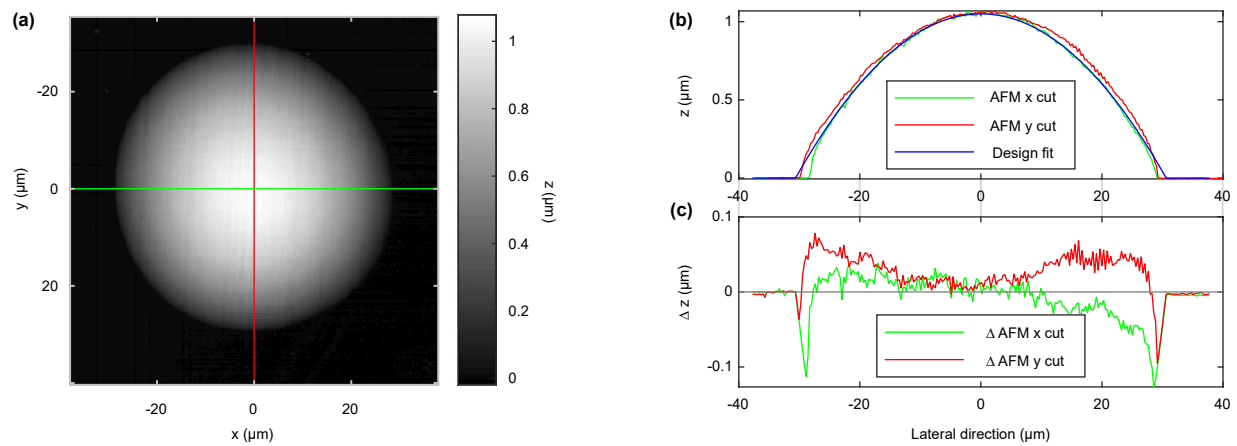 (a)
-20
0
20
y (µm)
-20
0
20
x (µm)
1
0.8
0.6
0.4
0.2
0
z (µm)
(b)
1
0.5
0
z (µm)
AFM x cut
AFM y cut
Design fit
-40
-20
0
20
40
(c)
0.1
0
-0.1
Δ z (µm)
Δ AFM x cut
Δ AFM y cut
-40
-20
0
20
40
Lateral direction (µm)